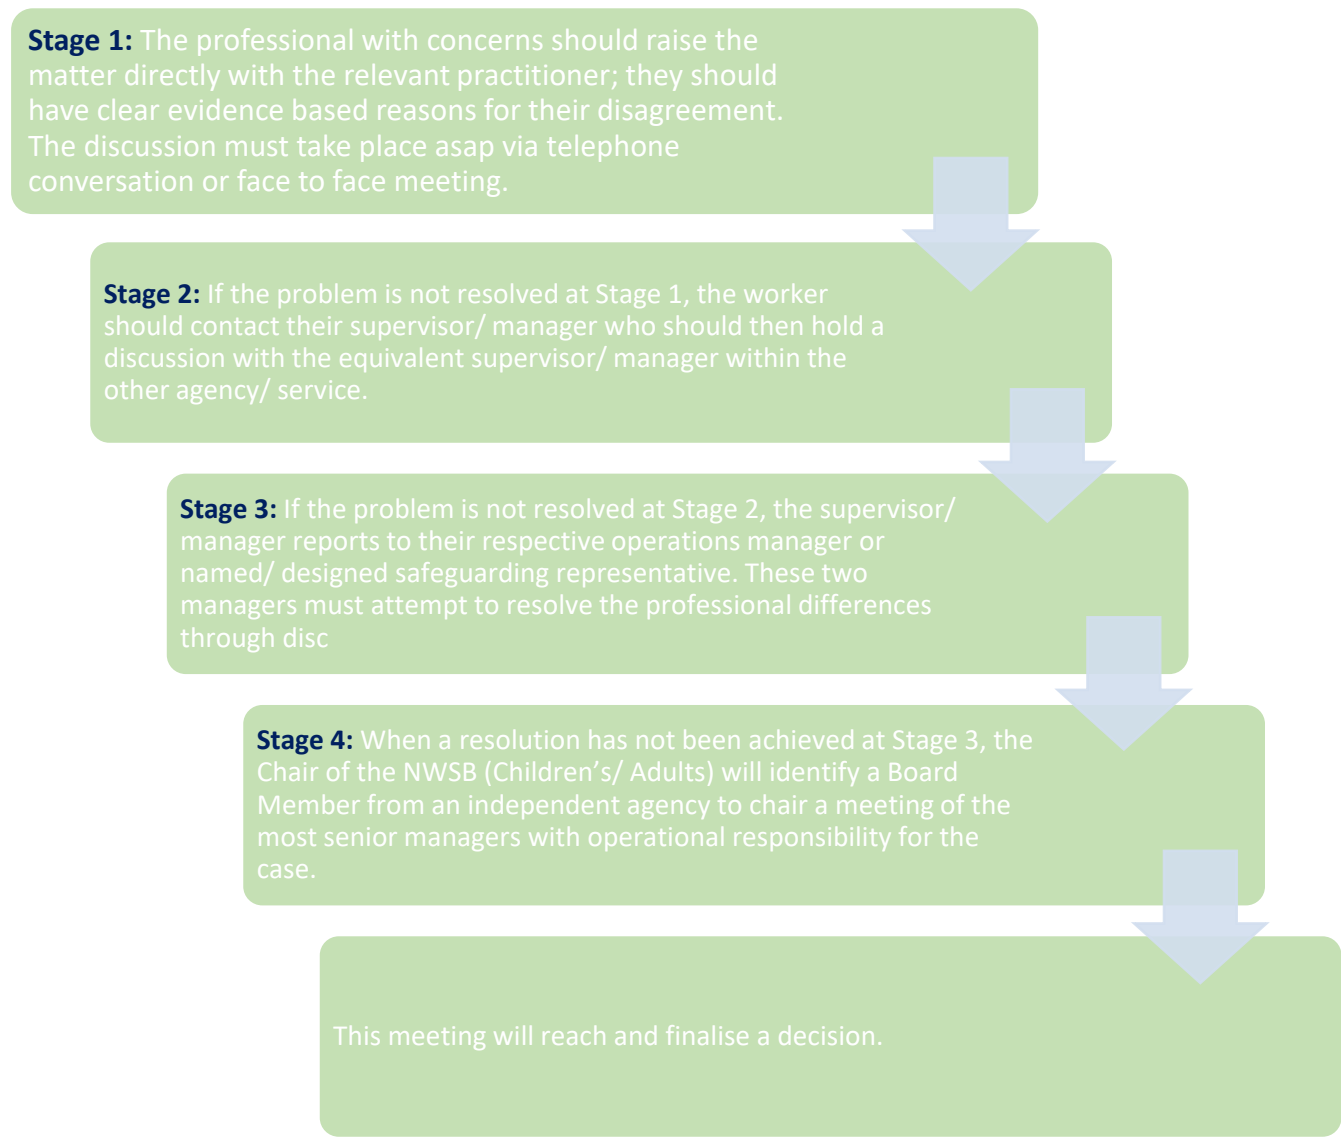 Stage 1: The professional with concerns should raise the
matter directly with the relevant practitioner; they should
have clear evidence based reasons for their disagreement.
The discussion must take place asap via telephone
conversation or face to face meeting.
Stage 2: If the problem is not resolved at Stage 1, the worker
should contact their supervisor/ manager who should then hold a
discussion with the equivalent supervisor/ manager within the
other agency/ service.
Stage 3: If the problem is not resolved at Stage 2, the supervisor/
manager reports to their respective operations manager or
named/ designed safeguarding representative. These two
managers must attempt to resolve the professional differences
through disc
Stage 4: When a resolution has not been achieved at Stage 3, the
Chair of the NWSB (Children’s/ Adults) will identify a Board
Member from an independent agency to chair a meeting of the
most senior managers with operational responsibility for the
case.
This meeting will reach and finalise a decision.